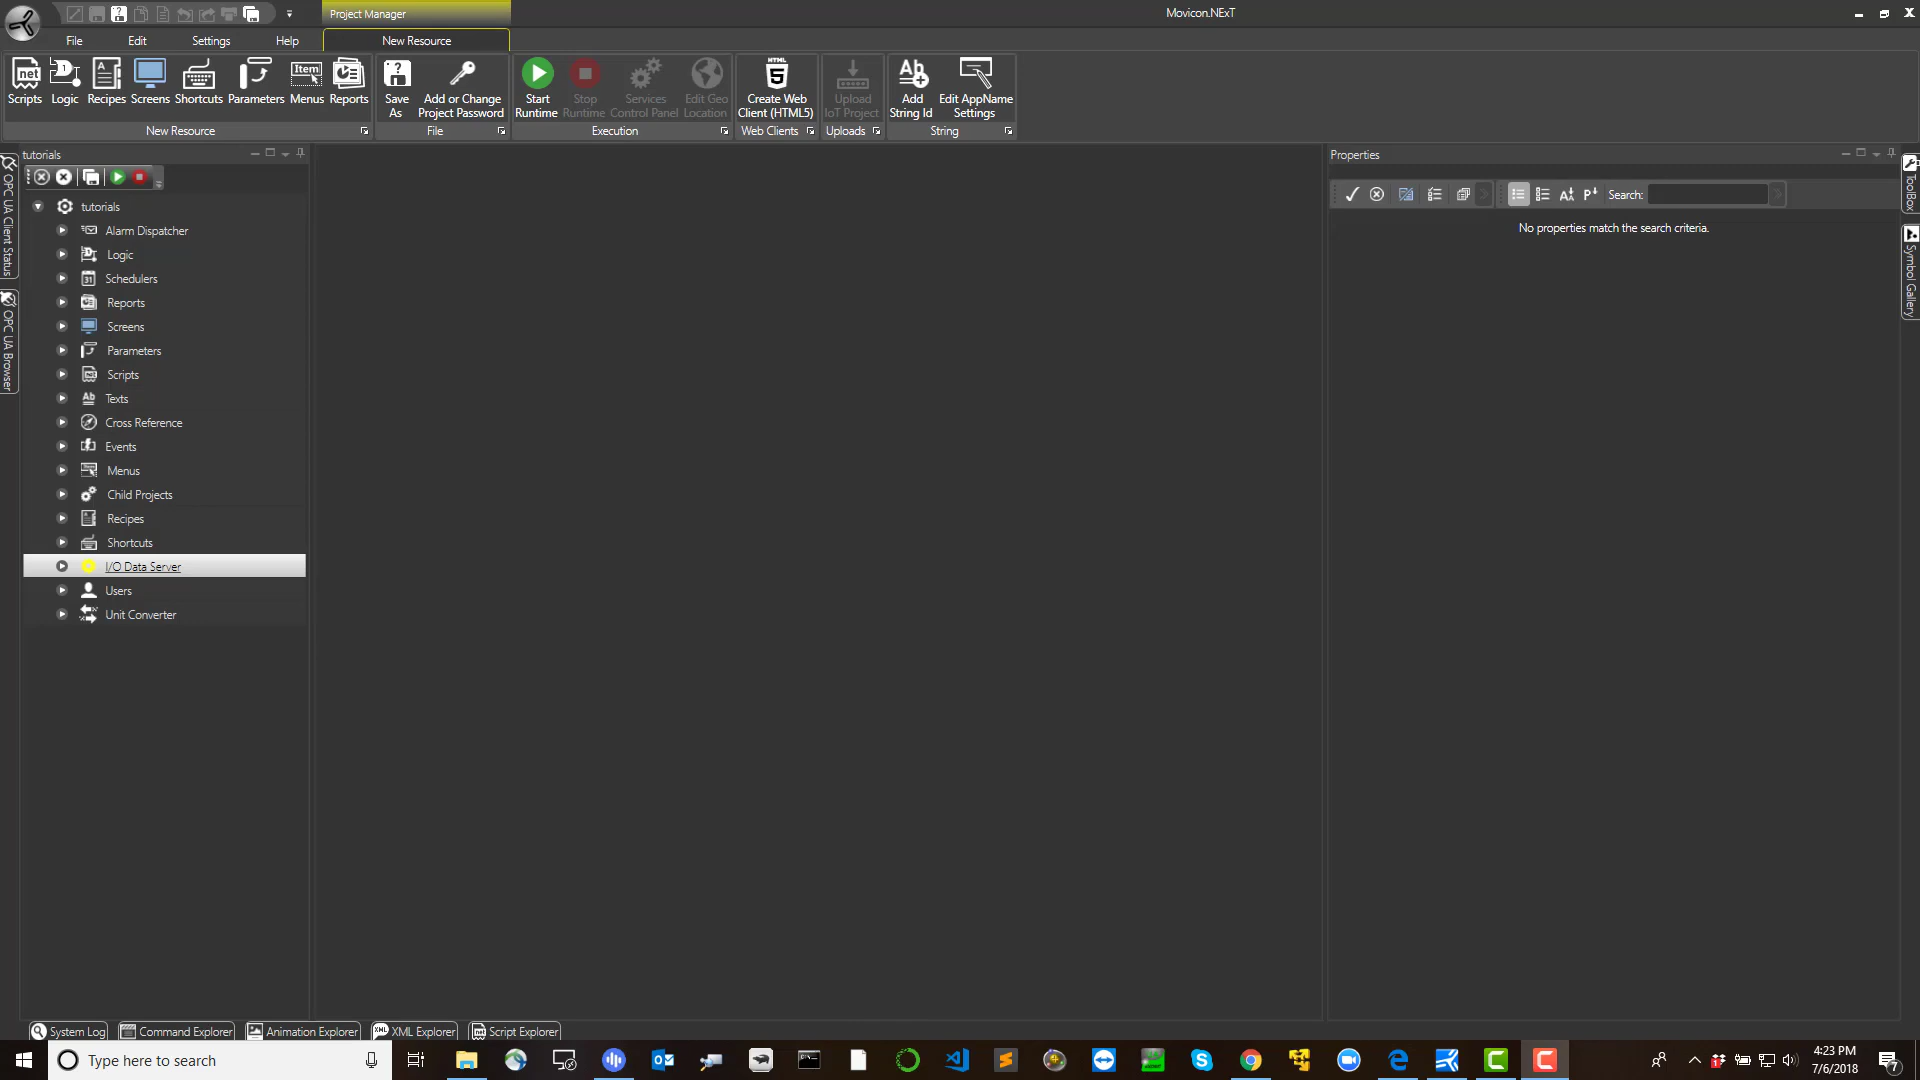 Project Manager
Movicon.NExT
File Edit Settings Help New Resource
Scripts Logic Recipes Screens Shortcuts Parameters Menus Reports
Save As
Add or Change Project Password
Start Runtime
Stop Runtime
Services Control Panel
Edit Geo Location
Create Web Client (HTML5)
Upload IoT Project
Add String Id
Edit AppName Settings
New Resource File Execution Web Clients Uploads String
tutorials
Properties
OPC UA Client Status
OPC UA Browser
ToolBox
Symbol Gallery
Search:
No properties match the search criteria.
tutorials
Alarm Dispatcher
Logic
Schedulers
Reports
Screens
Parameters
Scripts
Texts
Cross Reference
Events
Menus
Child Projects
Recipes
Shortcuts
I/O Data Server
Users
Unit Converter
System Log Command Explorer Animation Explorer XML Explorer Script Explorer
Type here to search
4:23 PM
7/6/2018
7